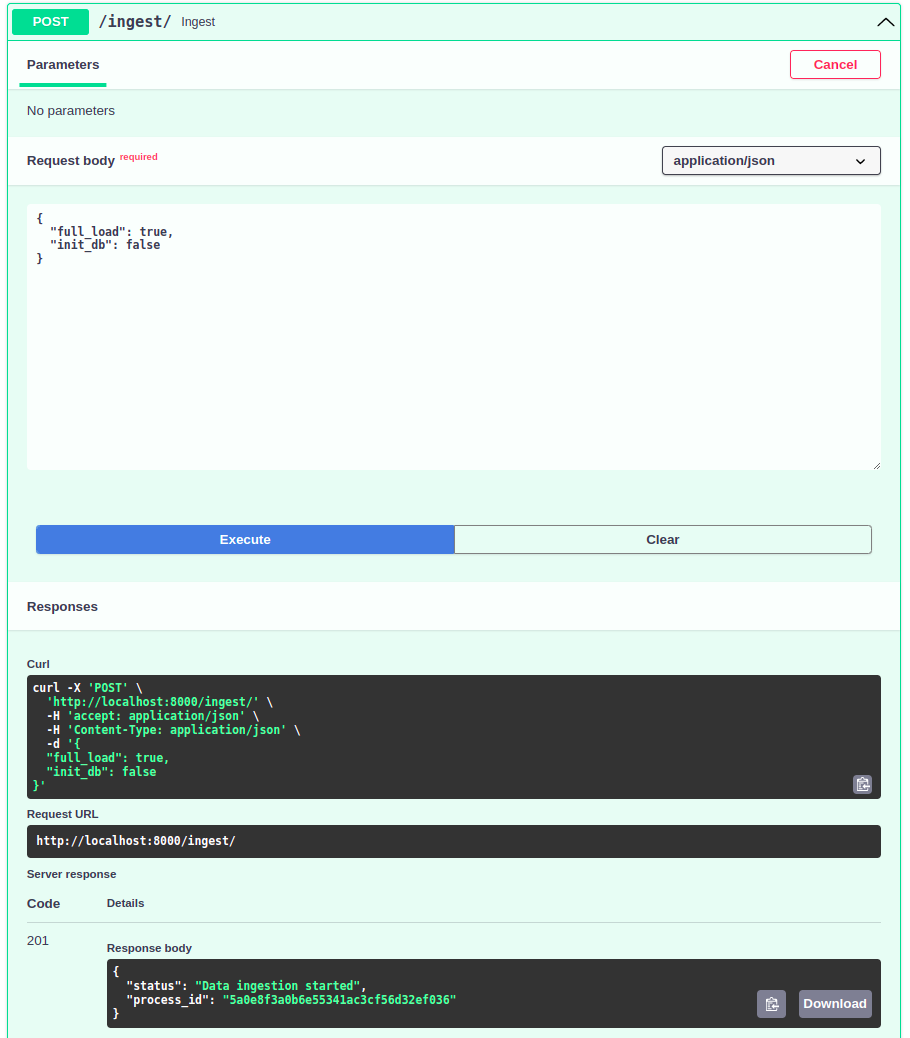 POST /ingest/ Ingest
Parameters
Cancel
No parameters
Request body required
application/json
{
  "full_load": true,
  "init_db": false
}
Execute
Clear
Responses
Curl
curl -X 'POST' \
  'http://localhost:8000/ingest/' \
  -H 'accept: application/json' \
  -H 'Content-Type: application/json' \
  -d '{
  "full_load": true,
  "init_db": false
}'
Request URL
http://localhost:8000/ingest/
Server response
Code Details
201
Response body
{
  "status": "Data ingestion started",
  "process_id": "5a0e8f3a0b6e55341ac3cf56d32ef036"
}
Download